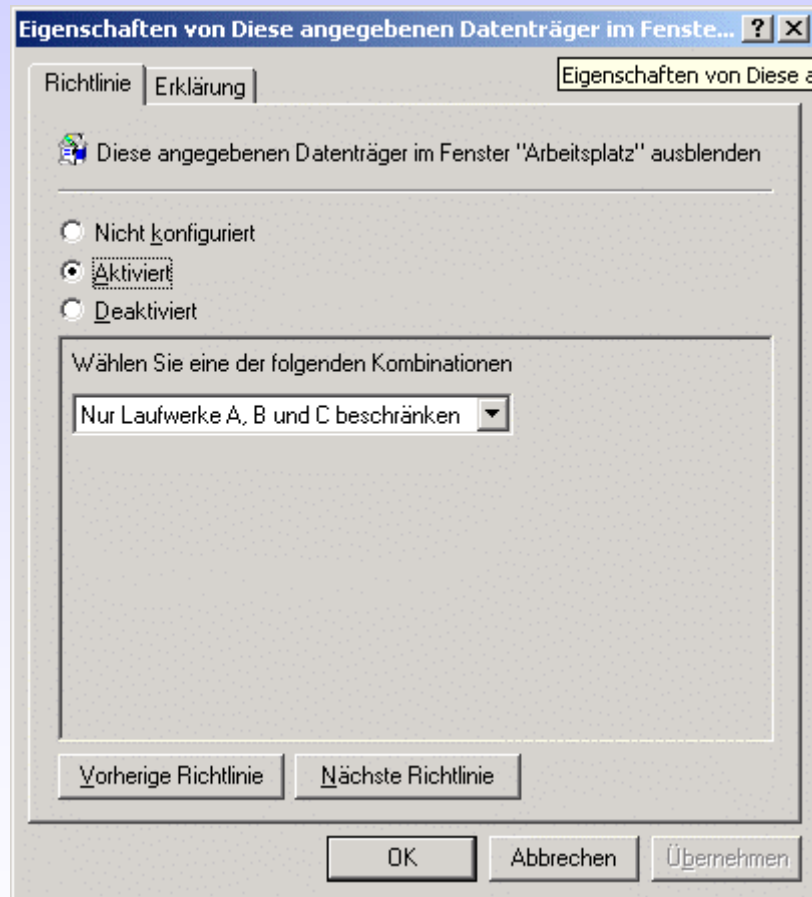 Eigenschaften von Diese angegebenen Datenträger im Fenste...
Eigenschaften von Diese a
Richtlinie
Erklärung
Diese angegebenen Datenträger im Fenster "Arbeitsplatz" ausblenden
Nicht konfiguriert
Aktiviert
Deaktiviert
Wählen Sie eine der folgenden Kombinationen
Nur Laufwerke A, B und C beschränken
Vorherige Richtlinie
Nächste Richtlinie
OK
Abbrechen
Übernehmen